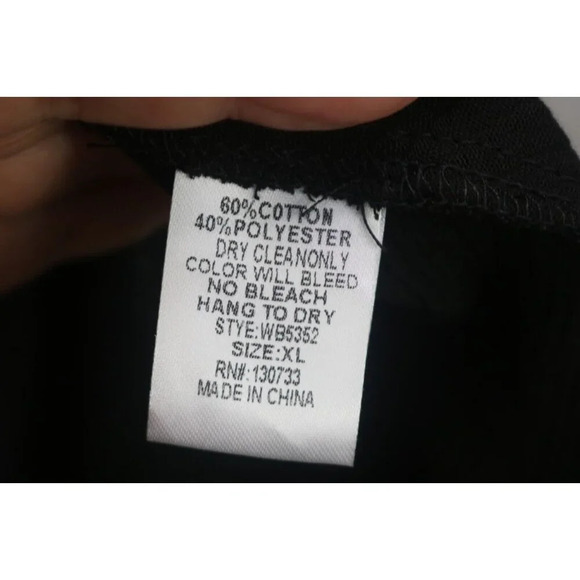 60%COTTON
40%POLYESTER
DRY CLEANONLY
COLOR WILL BLEED
NO BLEACH
HANG TO DRY
STYE:WB5352
SIZE:XL
RN#:130733
MADE IN CHINA